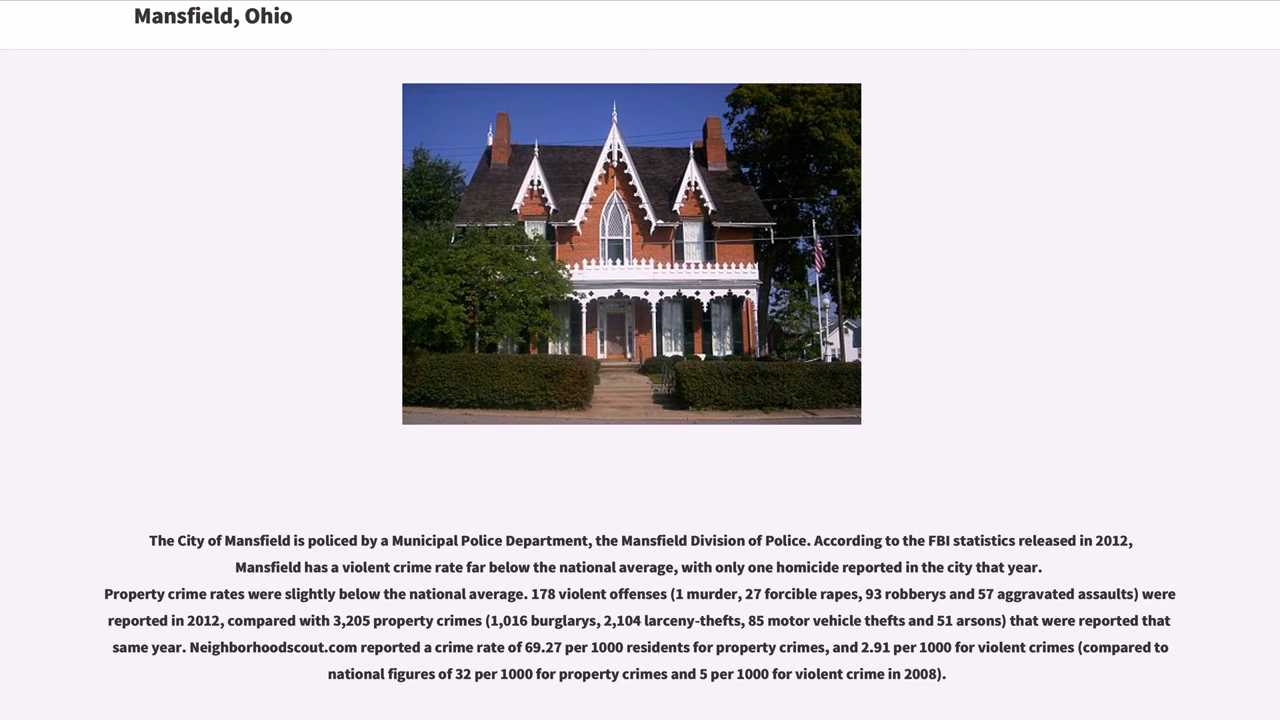 Mansfield, Ohio
The City of Mansfield is policed by a Municipal Police Department, the Mansfield Division of Police. According to the FBI statistics released in 2012,
Mansfield has a violent crime rate far below the national average, with only one homicide reported in the city that year.
Property crime rates were slightly below the national average. 178 violent offenses (1 murder, 27 forcible rapes, 93 robberys and 57 aggravated assaults) were
reported in 2012, compared with 3,205 property crimes (1,016 burglarys, 2,104 larceny-thefts, 85 motor vehicle thefts and 51 arsons) that were reported that
same year. Neighborhoodscout.com reported a crime rate of 69.27 per 1000 residents for property crimes, and 2.91 per 1000 for violent crimes (compared to
national figures of 32 per 1000 for property crimes and 5 per 1000 for violent crime in 2008).